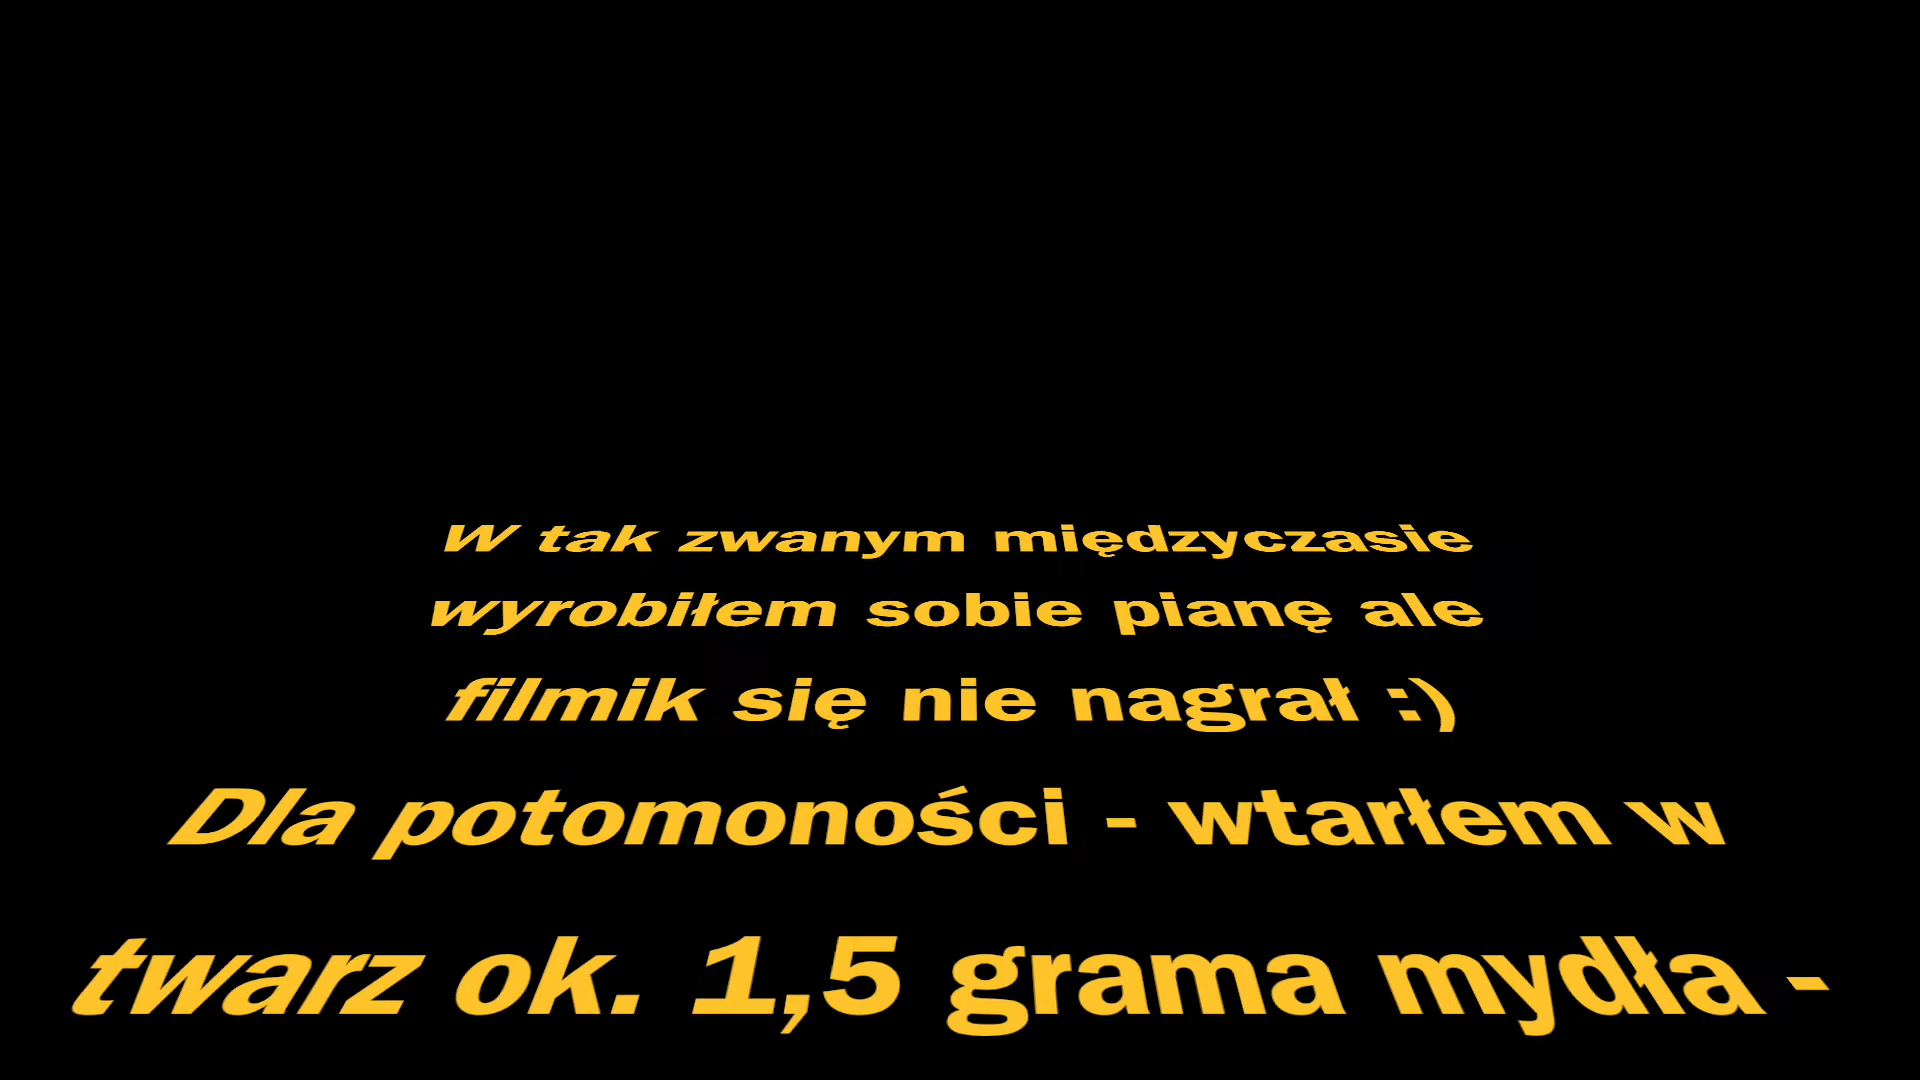 W tak zwanym międzyczasie
wyrobiłem sobie pianę ale
filmik się nie nagrał :)
Dla potomoności - wtarłem w
twarz ok. 1,5 grama mydła -